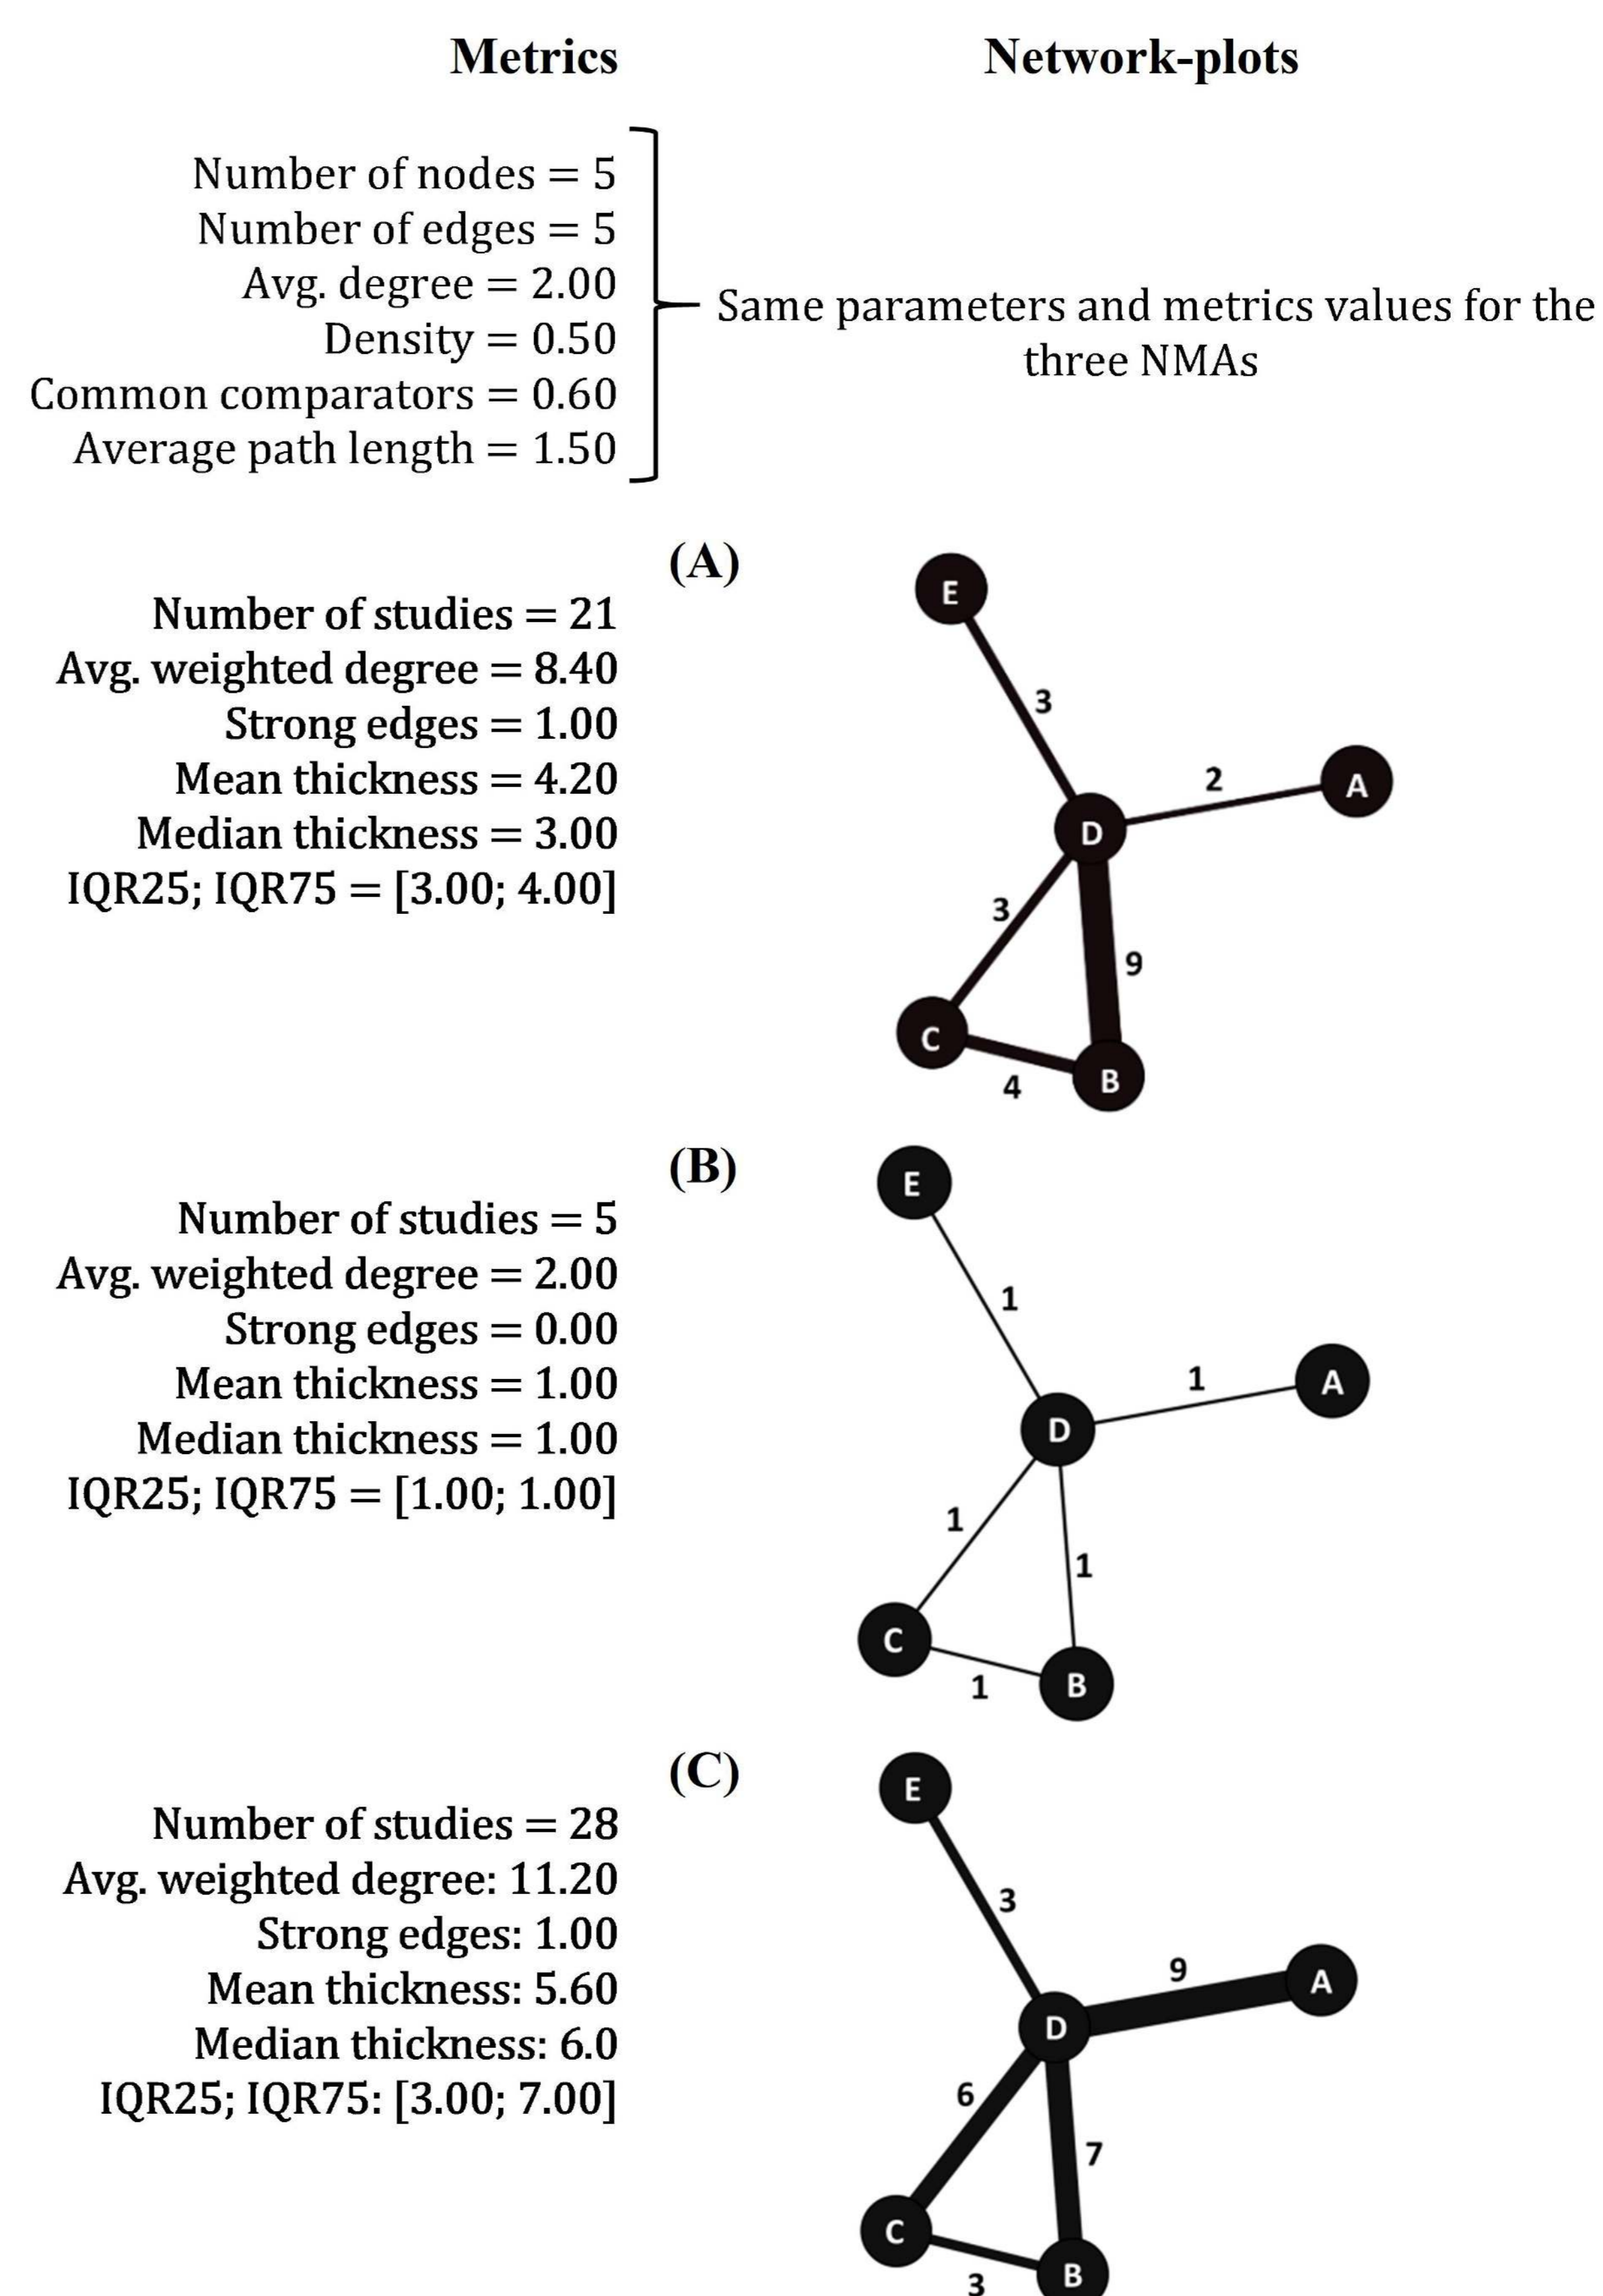 Metrics
Network-plots
Number of nodes = 5
Number of edges = 5
Avg. degree = 2.00
Density = 0.50
Common comparators = 0.60
Average path length = 1.50
Same parameters and metrics values for the
three NMAs
(A)
Number of studies = 21
Avg. weighted degree = 8.40
Strong edges = 1.00
Mean thickness = 4.20
Median thickness = 3.00
IQR25; IQR75 = [3.00; 4.00]
E
3
2
A
D
3
9
C
4
B
(B)
Number of studies = 5
Avg. weighted degree = 2.00
Strong edges = 0.00
Mean thickness = 1.00
Median thickness = 1.00
IQR25; IQR75 = [1.00; 1.00]
E
1
1
A
D
1
1
C
1
B
(C)
Number of studies = 28
Avg. weighted degree: 11.20
Strong edges: 1.00
Mean thickness: 5.60
Median thickness: 6.0
IQR25; IQR75: [3.00; 7.00]
E
3
9
A
D
6
7
C
3
B